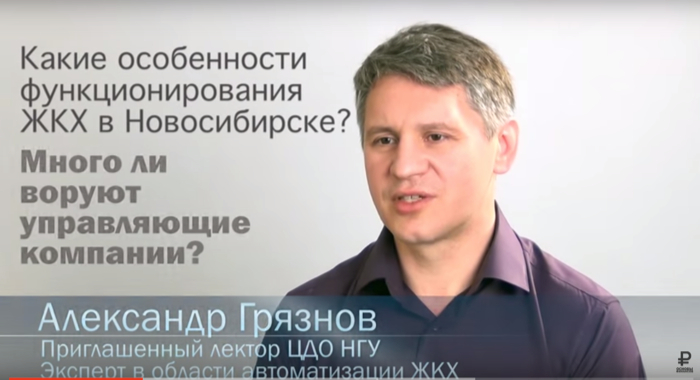 Какие особенности
функционирования
ЖКХ в Новосибирске?
Много ли
воруют
управляющие
компании?
Александр Грязнов
Приглашенный лектор ЦДО НГУ
Эксперт в области автоматизации ЖКХ